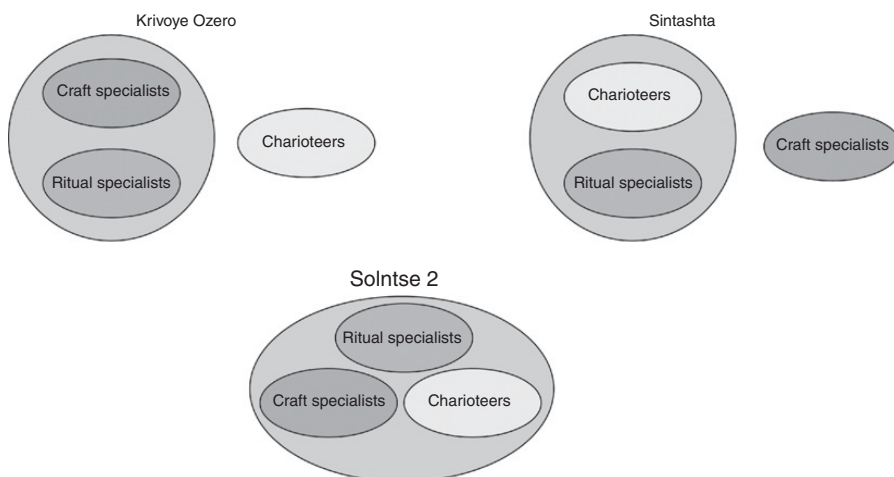 Krivoye Ozero
Craft specialists
Ritual specialists
Charioteers
Sintashta
Charioteers
Ritual specialists
Craft specialists
Solntse 2
Ritual specialists
Craft specialists
Charioteers